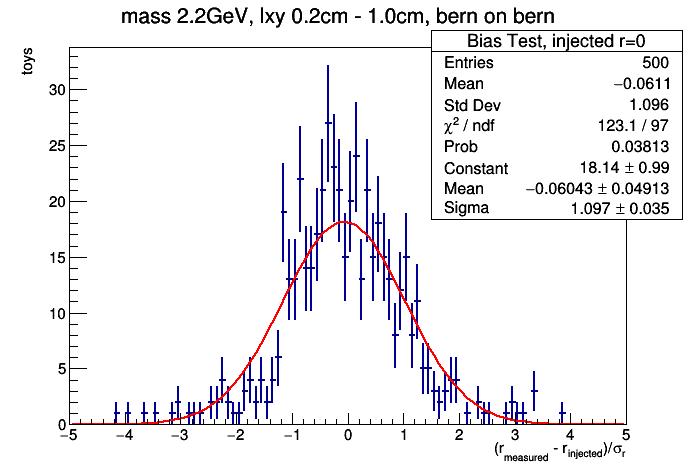 mass 2.2GeV, lxy 0.2cm - 1.0cm, bern on bern
toys
Bias Test, injected r=0
Entries 500
Mean −0.0611
Std Dev 1.096
χ² / ndf 123.1 / 97
Prob 0.03813
Constant 18.14 ± 0.99
Mean −0.06043 ± 0.04913
Sigma 1.097 ± 0.035
30
25
20
15
10
5
0
−5 −4 −3 −2 −1 0 1 2 3 4 5
(r_measured - r_injected)/σ_r